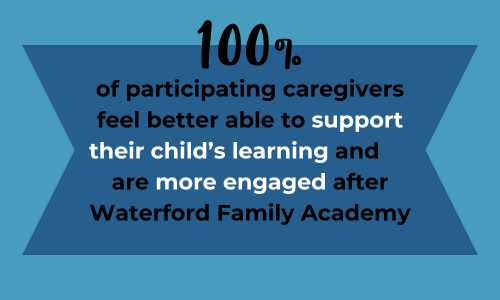 100%
of participating caregivers
feel better able to support
their child’s learning and
are more engaged after
Waterford Family Academy